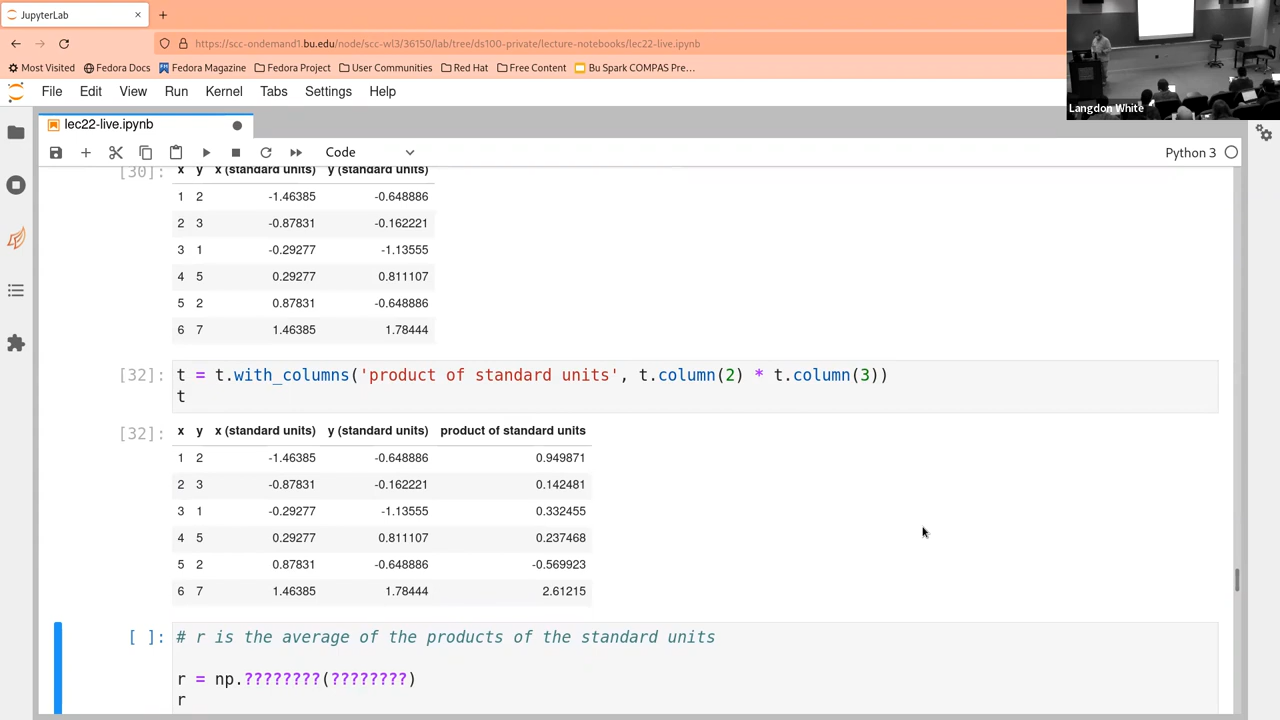 JupyterLab × +
https://scc-ondemand1.bu.edu/node/scc-wl3/36150/lab/tree/ds100-private/lecture-notebooks/lec22-live.ipynb
Most Visited Fedora Docs Fedora Magazine Fedora Project User Communities Red Hat Free Content Bu Spark COMPAS Pre…
File Edit View Run Kernel Tabs Settings Help
Langdon White
lec22-live.ipynb
Code Python 3
[30]: x y x (standard units) y (standard units)
1 2 -1.46385 -0.648886
2 3 -0.87831 -0.162221
3 1 -0.29277 -1.13555
4 5 0.29277 0.811107
5 2 0.87831 -0.648886
6 7 1.46385 1.78444
[32]: t = t.with_columns('product of standard units', t.column(2) * t.column(3))
t
[32]: x y x (standard units) y (standard units) product of standard units
1 2 -1.46385 -0.648886 0.949871
2 3 -0.87831 -0.162221 0.142481
3 1 -0.29277 -1.13555 0.332455
4 5 0.29277 0.811107 0.237468
5 2 0.87831 -0.648886 -0.569923
6 7 1.46385 1.78444 2.61215
[ ]: # r is the average of the products of the standard units
r = np.????????(????????)
r